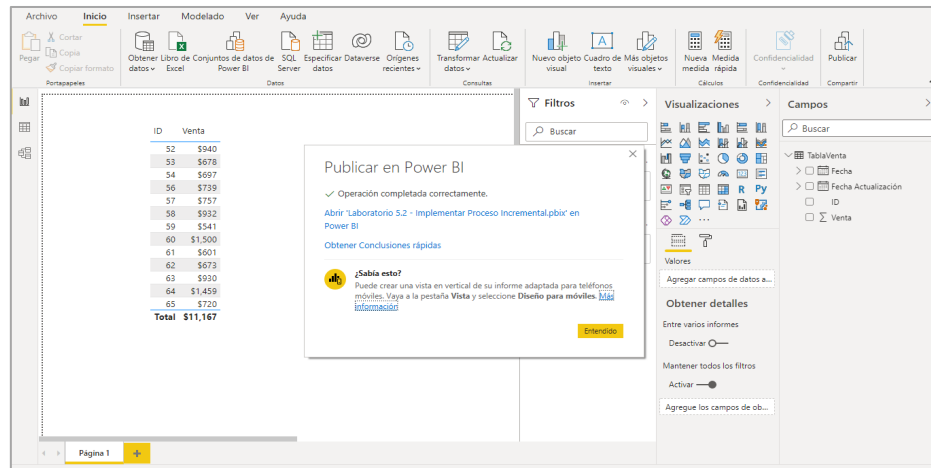 Archivo Inicio Insertar Modelado Ver Ayuda
Pegar
Cortar
Copiar
Copiar formato
Portapapeles
Obtener datos
Libro de Excel
Conjuntos de datos de Power BI
SQL Server
Especificar datos
Dataverse
Orígenes recientes
Datos
Transformar datos
Actualizar
Consultas
Nuevo objeto visual
Cuadro de texto
Más objetos visuales
Insertar
Nueva medida
Medida rápida
Cálculos
Confidencialidad
Confidencialidad
Publicar
Compartir
ID Venta
52 $940
53 $678
54 $697
56 $739
57 $757
58 $932
59 $541
60 $1,500
61 $601
62 $673
63 $930
64 $1,459
65 $720
Total $11,167
Publicar en Power BI
Operación completada correctamente.
Abrir 'Laboratorio 5.2 - Implementar Proceso Incremental.pbix' en
Power BI
Obtener Conclusiones rápidas
¿Sabía esto?
Puede crear una vista en vertical de su informe adaptada para teléfonos
móviles. Vaya a la pestaña Vista y seleccione Diseño para móviles. Más
información
Entendido
Filtros
Buscar
Visualizaciones
R Py
Valores
Agregar campos de datos a...
Obtener detalles
Entre varios informes
Desactivar
Mantener todos los filtros
Activar
Agregue los campos de ob...
Campos
Buscar
TablaVenta
Fecha
Fecha Actualización
ID
Venta
Página 1